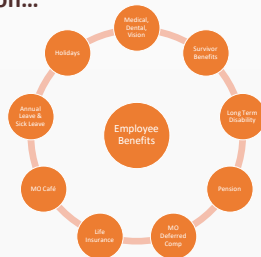 on...
Medical,
Dental,
Vision
Survivor
Benefits
Long Term
Disability
Pension
MO
Deferred
Comp
Life
Insurance
MO Café
Annual
Leave &
Sick Leave
Holidays
Employee
Benefits